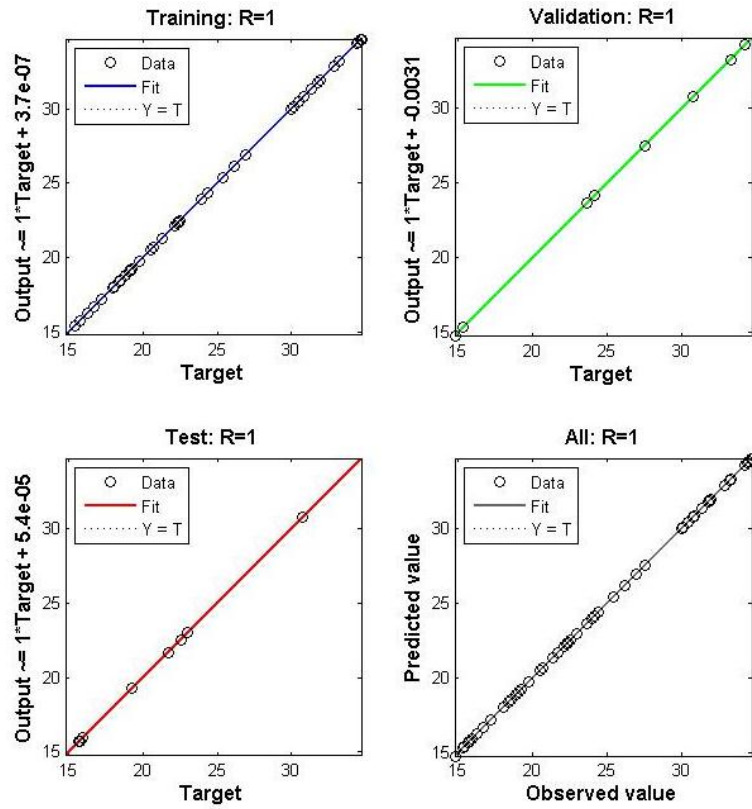 Training: R=1
Output ~= 1*Target + 3.7e-07
Data
Fit
Y = T
30
25
20
15
15 20 25 30
Target
Validation: R=1
Output ~= 1*Target + -0.0031
Data
Fit
Y = T
30
25
20
15
15 20 25 30
Target
Test: R=1
Output ~= 1*Target + 5.4e-05
Data
Fit
Y = T
30
25
20
15
15 20 25 30
Target
All: R=1
Predicted value
Data
Fit
Y = T
30
25
20
15
15 20 25 30
Observed value